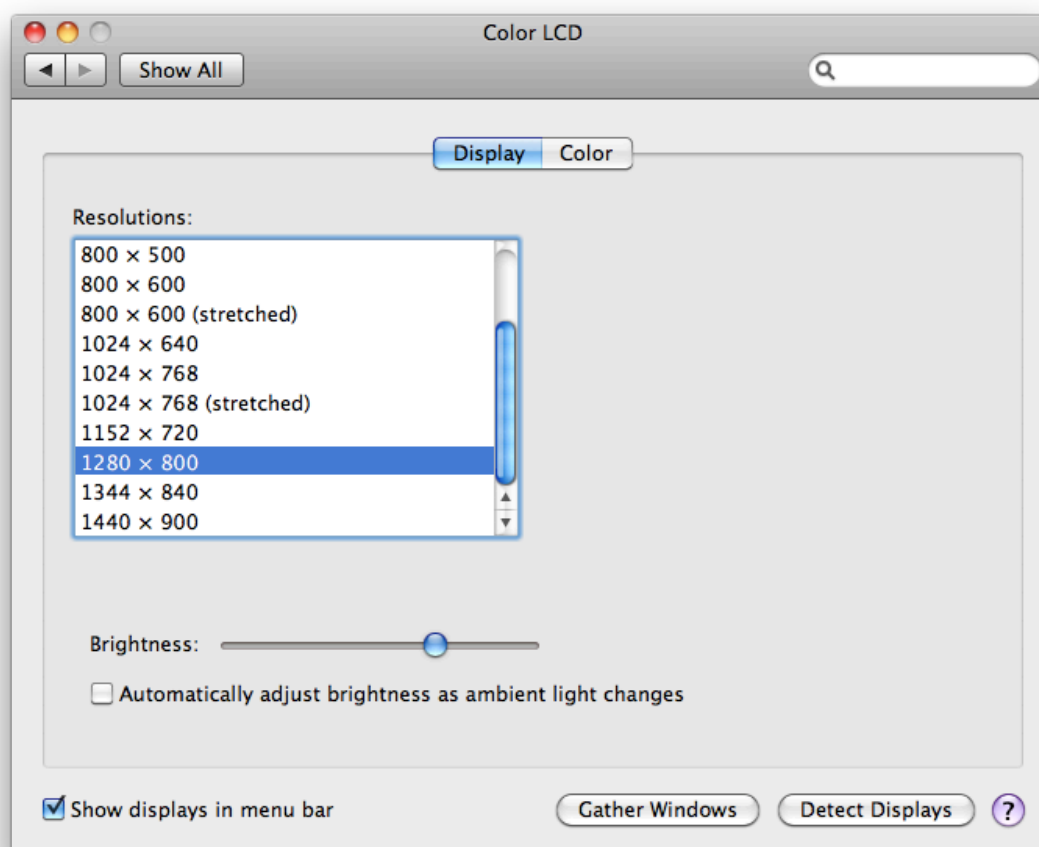 Color LCD
Show All
Display Color
Resolutions:
800 × 500
800 × 600
800 × 600 (stretched)
1024 × 640
1024 × 768
1024 × 768 (stretched)
1152 × 720
1280 × 800
1344 × 840
1440 × 900
Brightness:
Automatically adjust brightness as ambient light changes
Show displays in menu bar Gather Windows Detect Displays ?